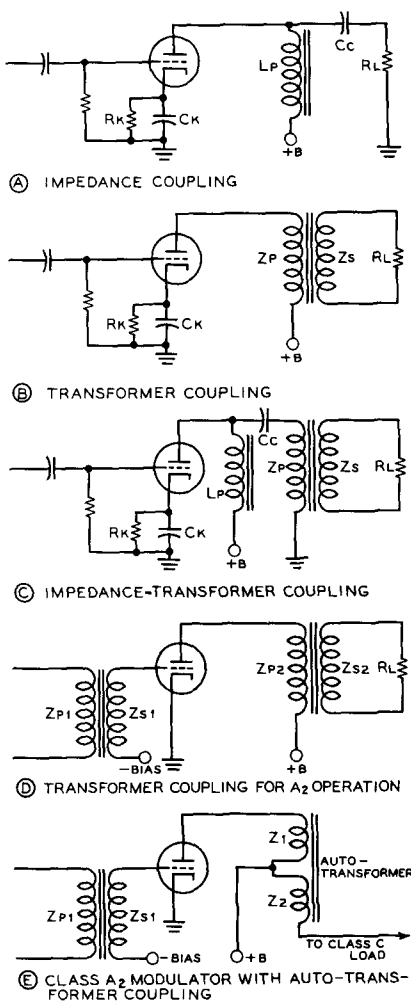 Cc
LP
RL
RK
CK
+B
Ⓐ IMPEDANCE COUPLING
ZP
ZS
RL
RK
CK
+B
Ⓑ TRANSFORMER COUPLING
Cc
LP
ZP
ZS
RL
RK
CK
+B
Ⓒ IMPEDANCE-TRANSFORMER COUPLING
ZP1
ZS1
ZP2
ZS2
RL
-BIAS
+B
Ⓓ TRANSFORMER COUPLING FOR A2 OPERATION
Z1
AUTO-
TRANSFORMER
Z2
ZP1
ZS1
-BIAS
+B
TO CLASS C
LOAD
Ⓔ CLASS A2 MODULATOR WITH AUTO-TRANS-
FORMER COUPLING